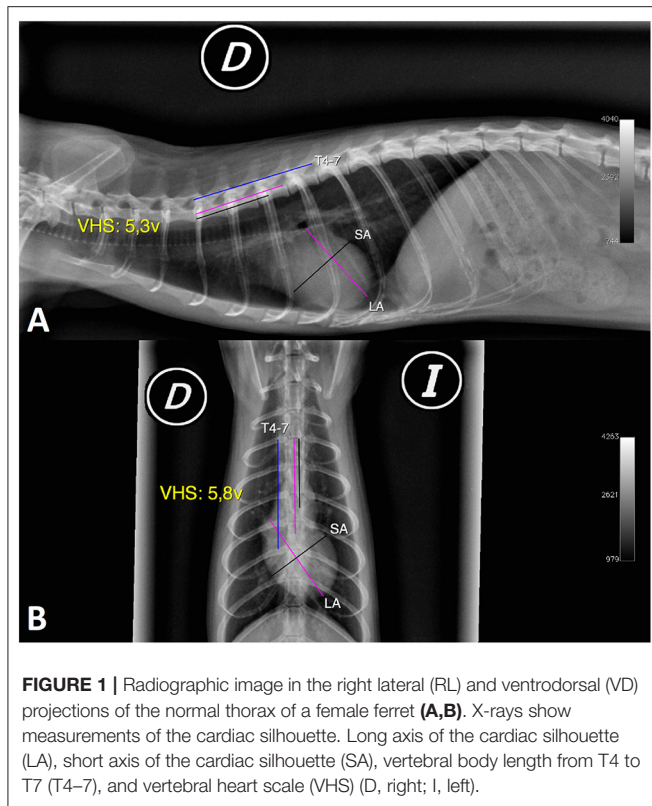 D
4040
2392
744
T4-7
VHS: 5,3v
SA
LA
A
D
I
T4-7
4263
VHS: 5,8v
2621
SA
979
LA
B
FIGURE 1 | Radiographic image in the right lateral (RL) and ventrodorsal (VD)
projections of the normal thorax of a female ferret (A,B). X-rays show
measurements of the cardiac silhouette. Long axis of the cardiac silhouette
(LA), short axis of the cardiac silhouette (SA), vertebral body length from T4 to
T7 (T4–7), and vertebral heart scale (VHS) (D, right; I, left).